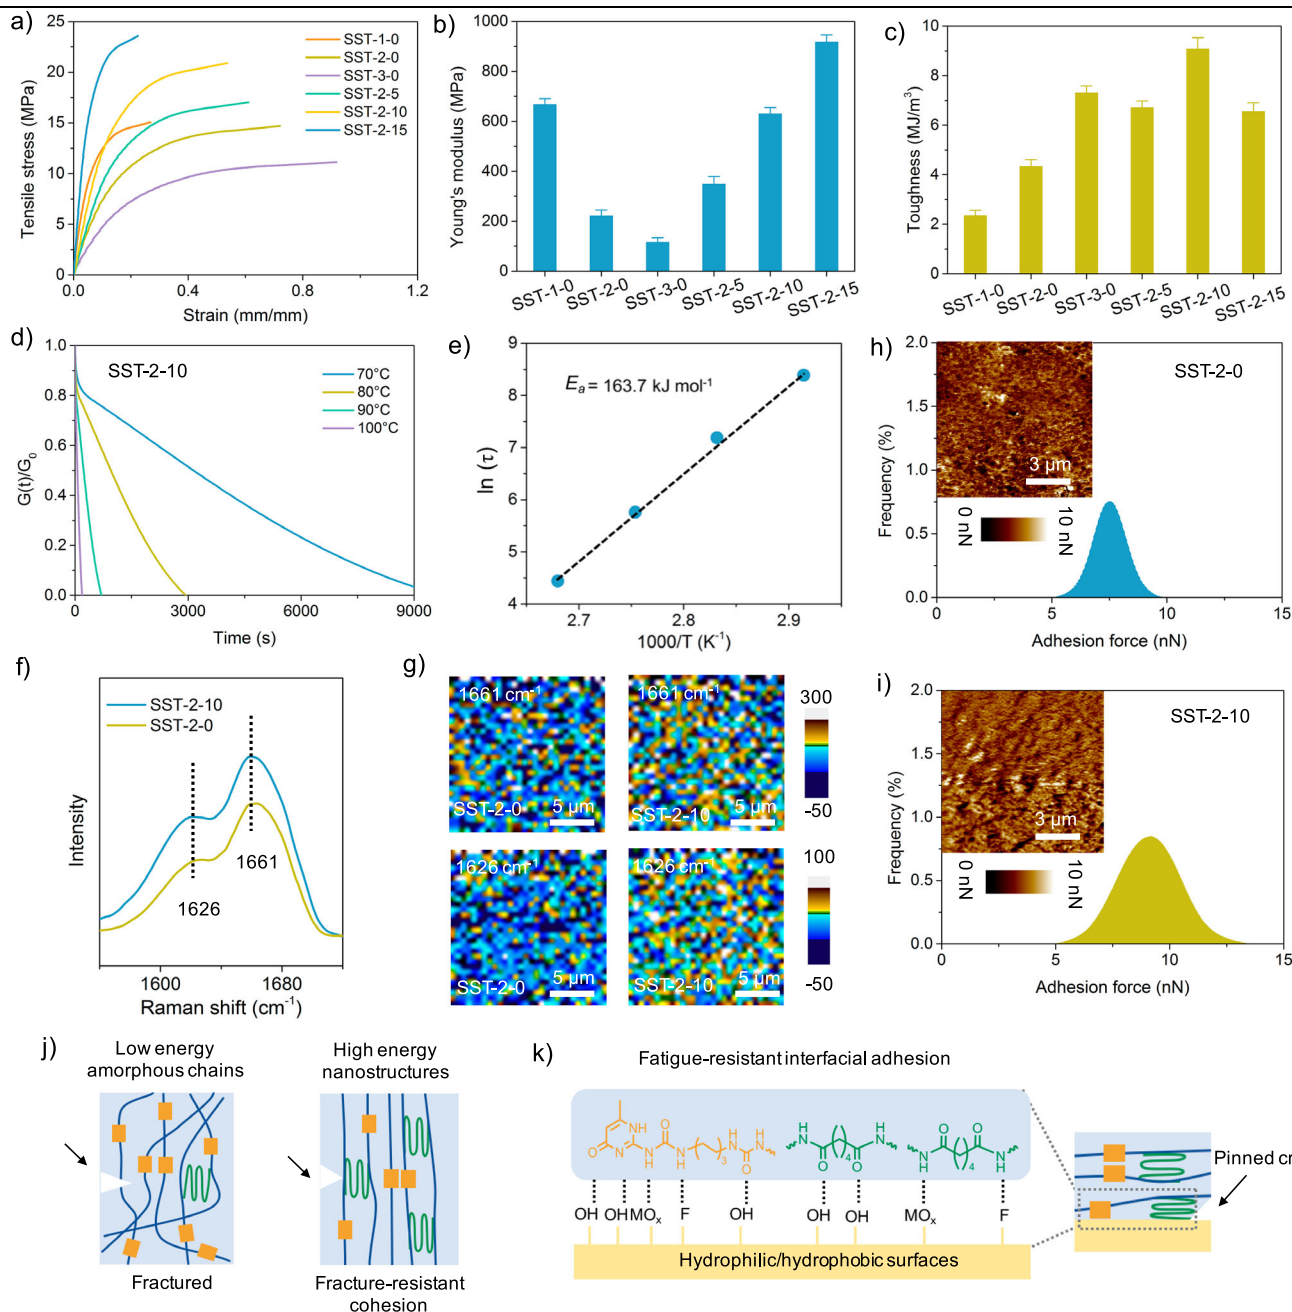 a)
25
20
15
10
5
0
Tensile stress (MPa)
0.0
0.4
0.8
1.2
Strain (mm/mm)
SST-1-0
SST-2-0
SST-3-0
SST-2-5
SST-2-10
SST-2-15
b)
1000
800
600
400
200
0
Young's modulus (MPa)
SST-1-0
SST-2-0
SST-3-0
SST-2-5
SST-2-10
SST-2-15
c)
10
8
6
4
2
0
Toughness (MJ/m³)
SST-1-0
SST-2-0
SST-3-0
SST-2-5
SST-2-10
SST-2-15
d)
1.0
0.8
0.6
0.4
0.2
0.0
G(t)/G₀
SST-2-10
70°C
80°C
90°C
100°C
0
3000
6000
9000
Time (s)
e)
9
8
7
6
5
4
ln (τ)
Eₐ = 163.7 kJ mol⁻¹
2.7
2.8
2.9
1000/T (K⁻¹)
h)
2.0
1.5
1.0
0.5
0.0
Frequency (%)
SST-2-0
3 µm
0 nN
10 nN
0
5
10
15
Adhesion force (nN)
f)
SST-2-10
SST-2-0
1661
1626
Intensity
1600
1680
Raman shift (cm⁻¹)
g)
1661 cm⁻¹
SST-2-0
5 µm
1661 cm⁻¹
SST-2-10
5 µm
300
-50
1626 cm⁻¹
SST-2-0
5 µm
1626 cm⁻¹
SST-2-10
5 µm
100
-50
i)
2.0
1.5
1.0
0.5
0.0
Frequency (%)
SST-2-10
3 µm
0 nN
10 nN
0
5
10
15
Adhesion force (nN)
j)
Low energy
amorphous chains
Fractured
High energy
nanostructures
Fracture-resistant
cohesion
k)
Fatigue-resistant interfacial adhesion
NH
O
N
N
H
O
N
H
3
H
N
O
N
H
N
H
O
4
O
H
N
N
H
O
4
O
H
N
OH
OH
MOₓ
F
OH
OH
OH
MOₓ
F
Hydrophilic/hydrophobic surfaces
Pinned cr